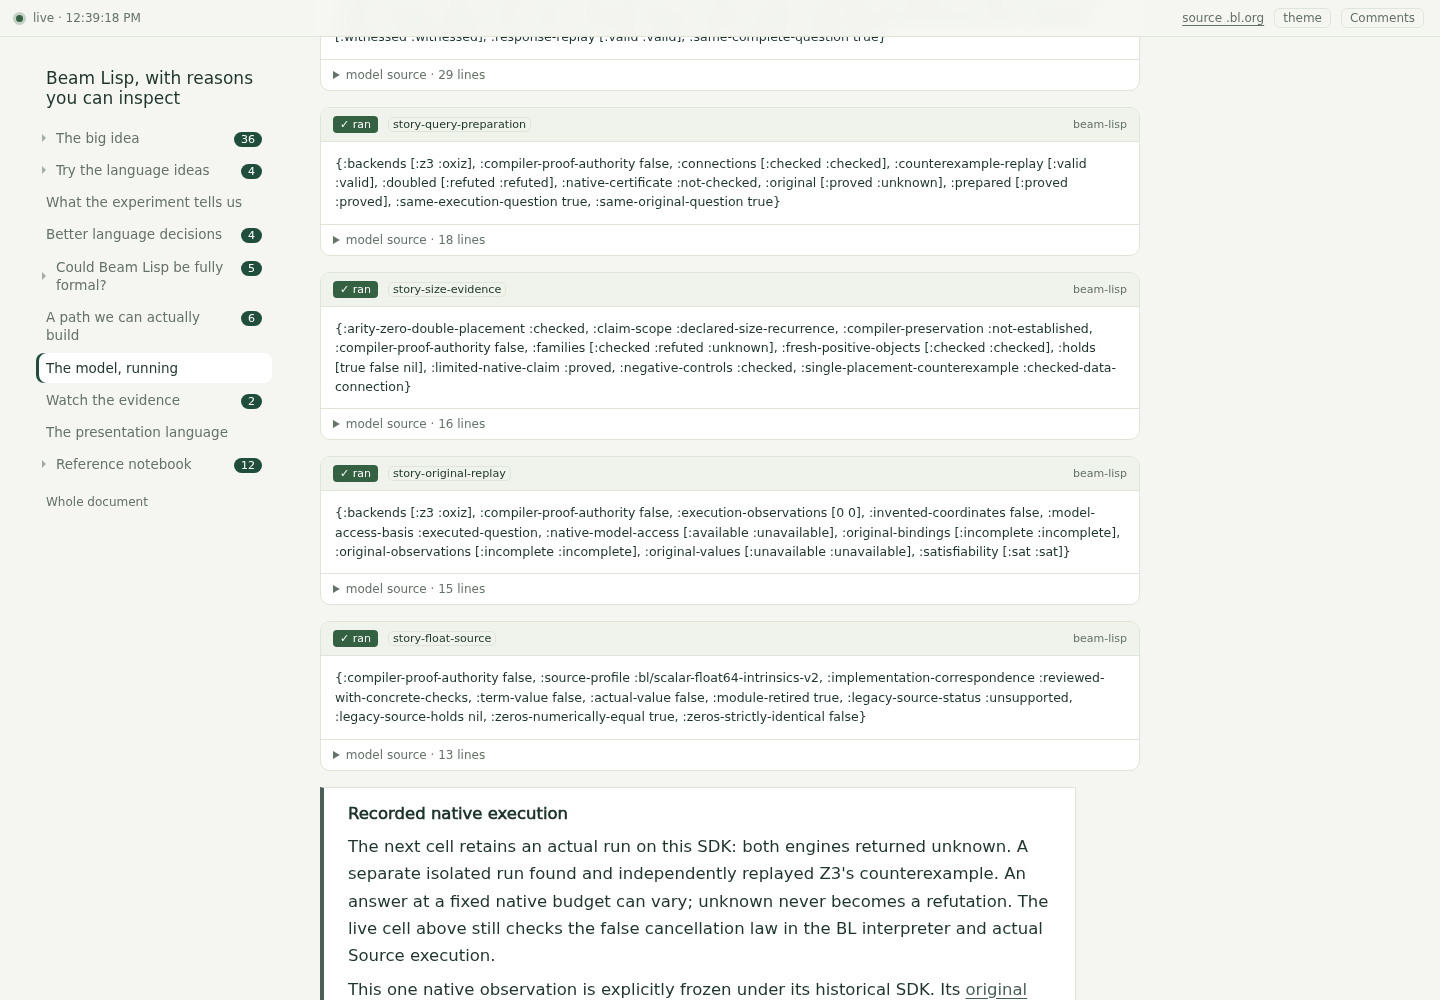 live · 12:39:18 PM
source .bl.org
theme
Comments
Beam Lisp, with reasons
you can inspect
The big idea 36
Try the language ideas 4
What the experiment tells us
Better language decisions 4
Could Beam Lisp be fully
formal? 5
A path we can actually
build 6
The model, running
Watch the evidence 2
The presentation language
Reference notebook 12
Whole document
[:witnessed :witnessed], :response-replay [:valid :valid], :same-complete-question true}
▶ model source · 29 lines
✓ ran story-query-preparation beam-lisp
{:backends [:z3 :oxiz], :compiler-proof-authority false, :connections [:checked :checked], :counterexample-replay [:valid
:valid], :doubled [:refuted :refuted], :native-certificate :not-checked, :original [:proved :unknown], :prepared [:proved
:proved], :same-execution-question true, :same-original-question true}
▶ model source · 18 lines
✓ ran story-size-evidence beam-lisp
{:arity-zero-double-placement :checked, :claim-scope :declared-size-recurrence, :compiler-preservation :not-established,
:compiler-proof-authority false, :families [:checked :refuted :unknown], :fresh-positive-objects [:checked :checked], :holds
[true false nil], :limited-native-claim :proved, :negative-controls :checked, :single-placement-counterexample :checked-data-
connection}
▶ model source · 16 lines
✓ ran story-original-replay beam-lisp
{:backends [:z3 :oxiz], :compiler-proof-authority false, :execution-observations [0 0], :invented-coordinates false, :model-
access-basis :executed-question, :native-model-access [:available :unavailable], :original-bindings [:incomplete :incomplete],
:original-observations [:incomplete :incomplete], :original-values [:unavailable :unavailable], :satisfiability [:sat :sat]}
▶ model source · 15 lines
✓ ran story-float-source beam-lisp
{:compiler-proof-authority false, :source-profile :bl/scalar-float64-intrinsics-v2, :implementation-correspondence :reviewed-
with-concrete-checks, :term-value false, :actual-value false, :module-retired true, :legacy-source-status :unsupported,
:legacy-source-holds nil, :zeros-numerically-equal true, :zeros-strictly-identical false}
▶ model source · 13 lines
Recorded native execution
The next cell retains an actual run on this SDK: both engines returned unknown. A
separate isolated run found and independently replayed Z3's counterexample. An
answer at a fixed native budget can vary; unknown never becomes a refutation. The
live cell above still checks the false cancellation law in the BL interpreter and actual
Source execution.
This one native observation is explicitly frozen under its historical SDK. Its original